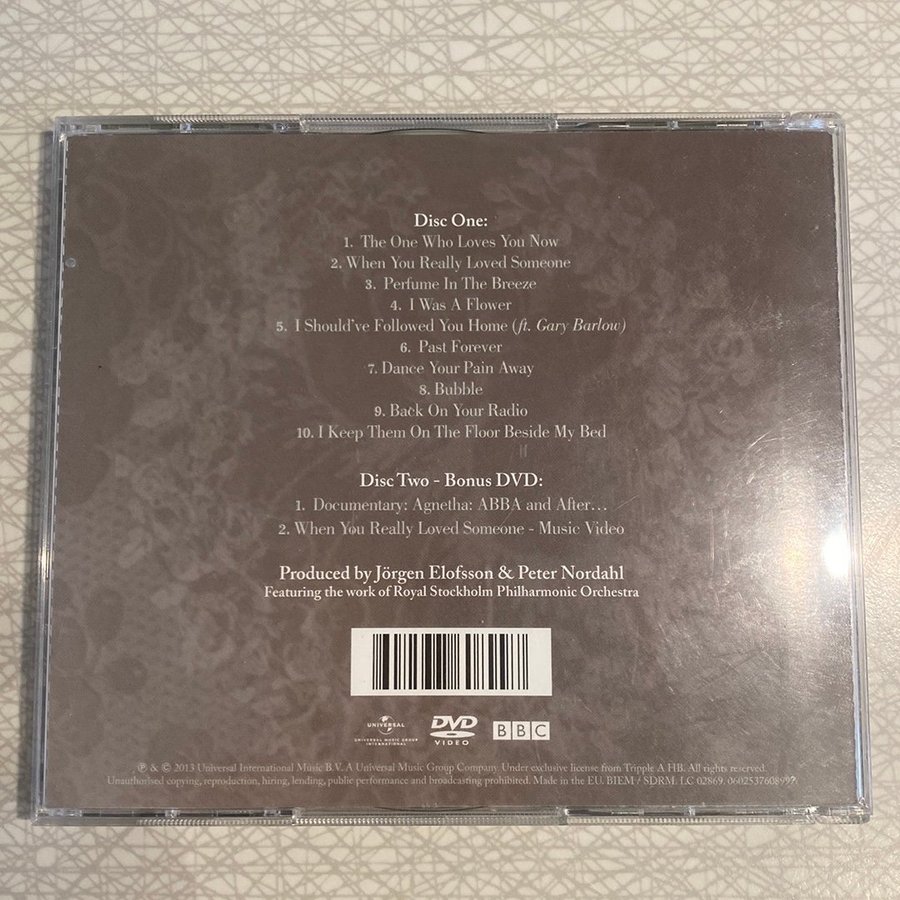 Disc One:
1. The One Who Loves You Now
2. When You Really Loved Someone
3. Perfume In The Breeze
4. I Was A Flower
5. I Should've Followed You Home (ft. Gary Barlow)
6. Past Forever
7. Dance Your Pain Away
8. Bubble
9. Back On Your Radio
10. I Keep Them On The Floor Beside My Bed
Disc Two - Bonus DVD:
1. Documentary: Agnetha: ABBA and After...
2. When You Really Loved Someone - Music Video
Produced by Jörgen Elofsson & Peter Nordahl
Featuring the work of Royal Stockholm Philharmonic Orchestra
UNIVERSAL
UNIVERSAL MUSIC GROUP
INTERNATIONAL
DVD
VIDEO
BBC
℗ & © 2013 Universal International Music B.V. A Universal Music Group Company. Under exclusive license from Tripple A HB. All rights reserved.
Unauthorised copying, reproduction, hiring, lending, public performance and broadcasting prohibited. Made in the EU. BIEM / SDRM. LC 02869.